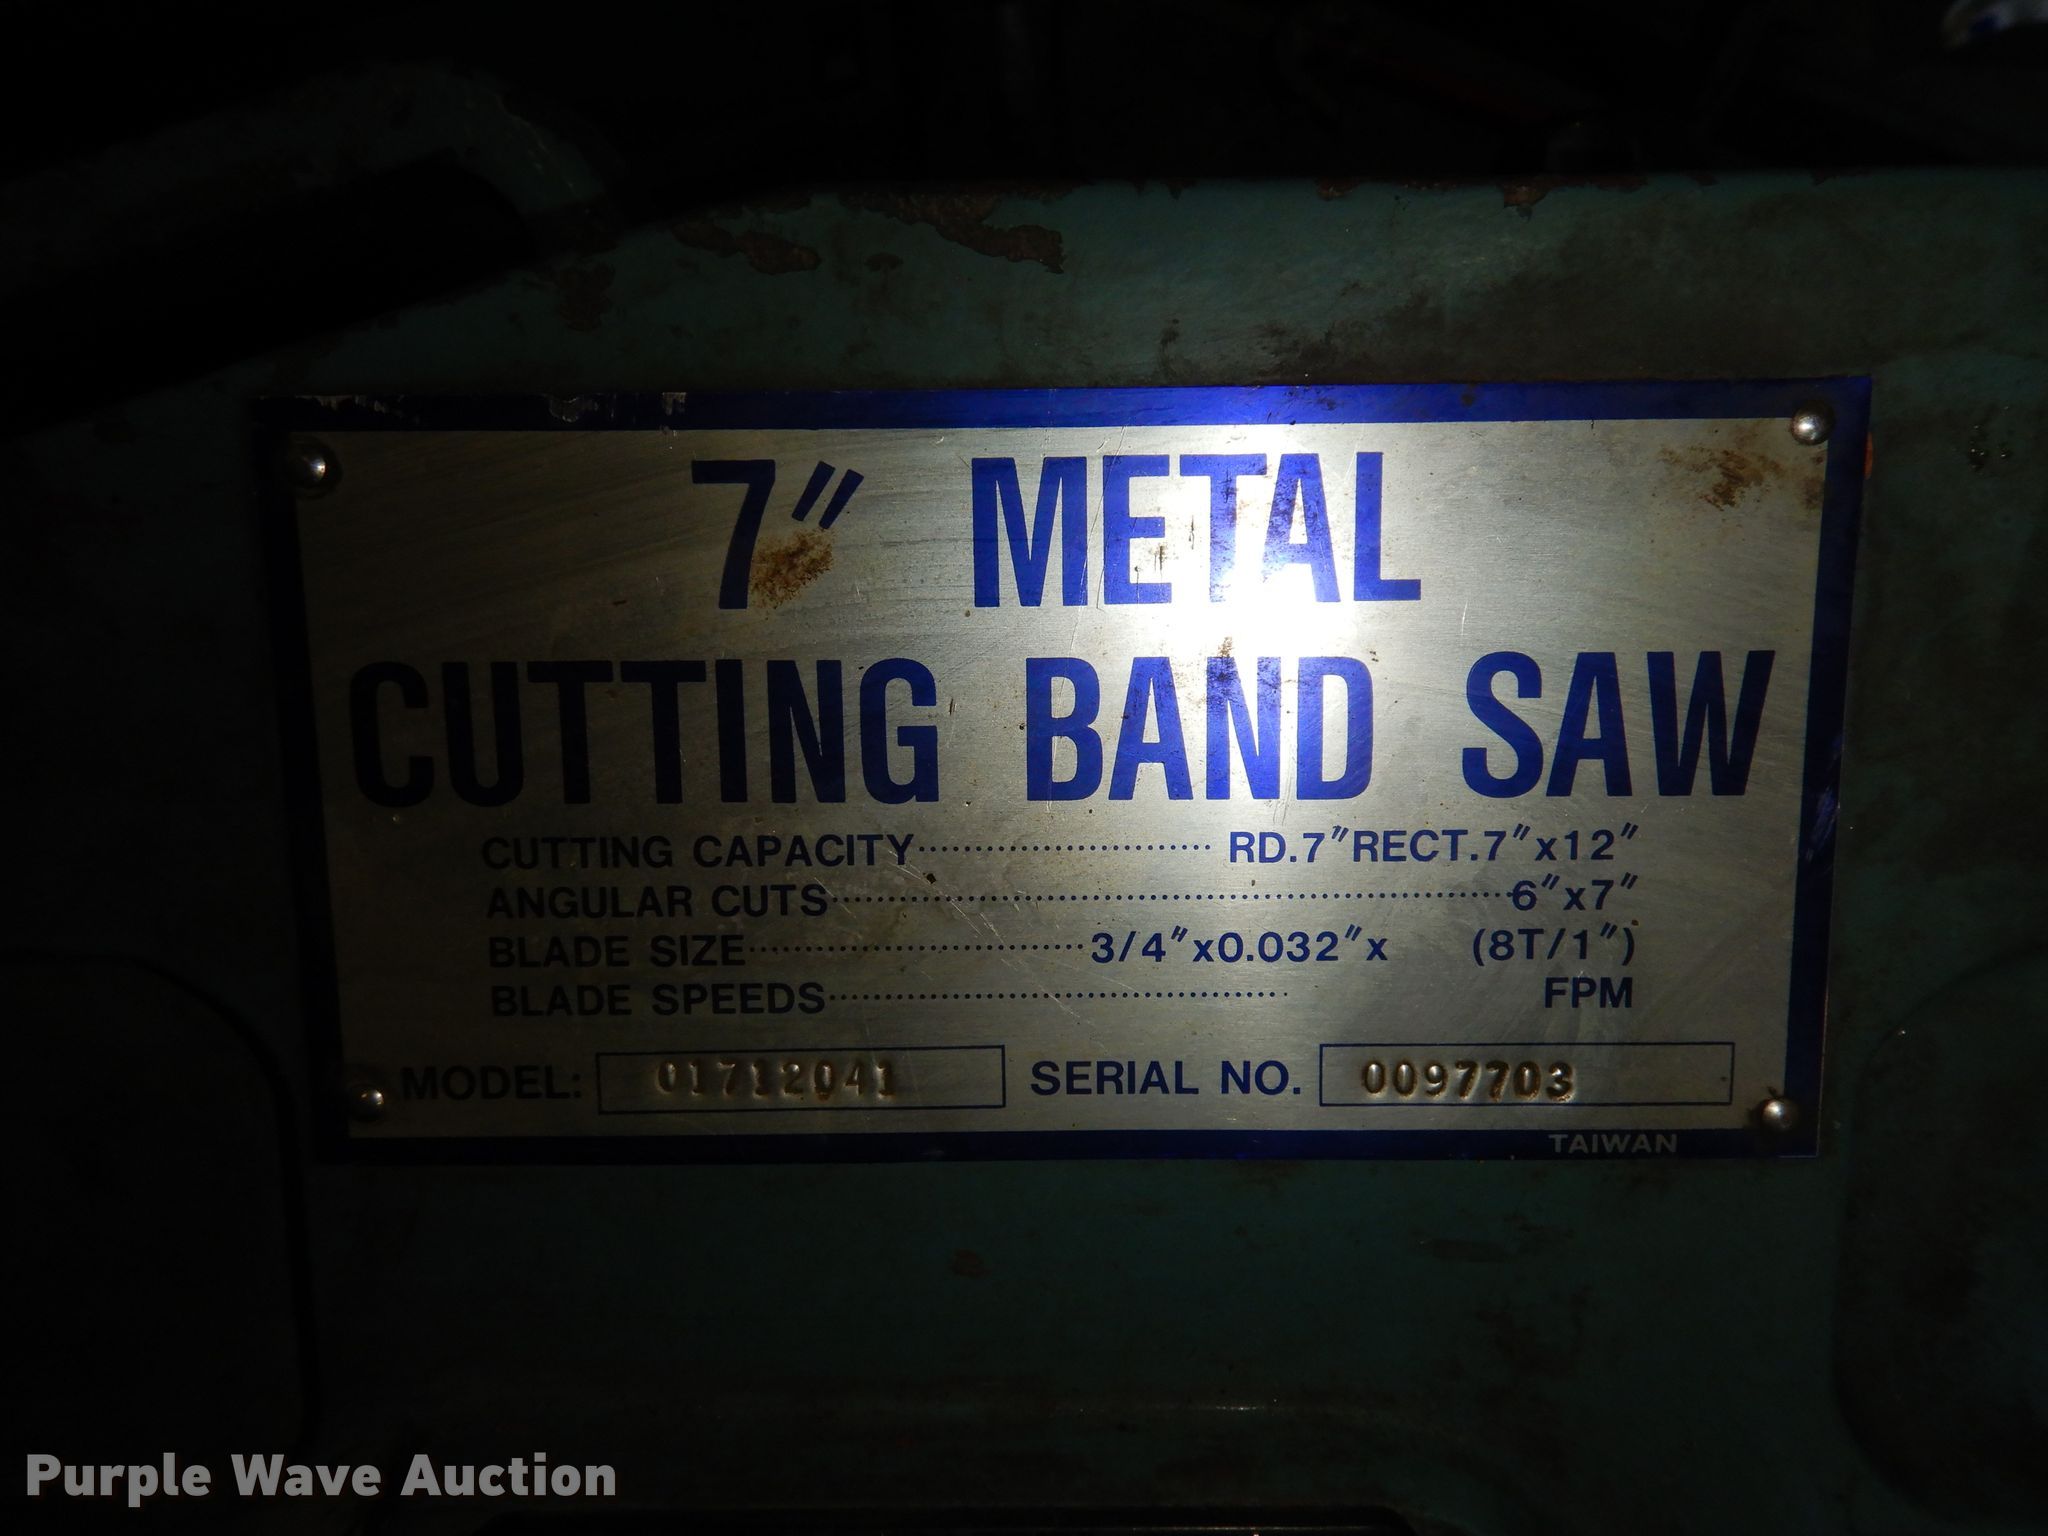 7" METAL
CUTTING BAND SAW
CUTTING CAPACITY.............................. RD.7"RECT.7"x12"
ANGULAR CUTS..................................................6"x7"
BLADE SIZE..............................3/4"x0.032"x (8T/1")
BLADE SPEEDS........................................ FPM
MODEL: 01712041 SERIAL NO. 0097703
TAIWAN
Purple Wave Auction